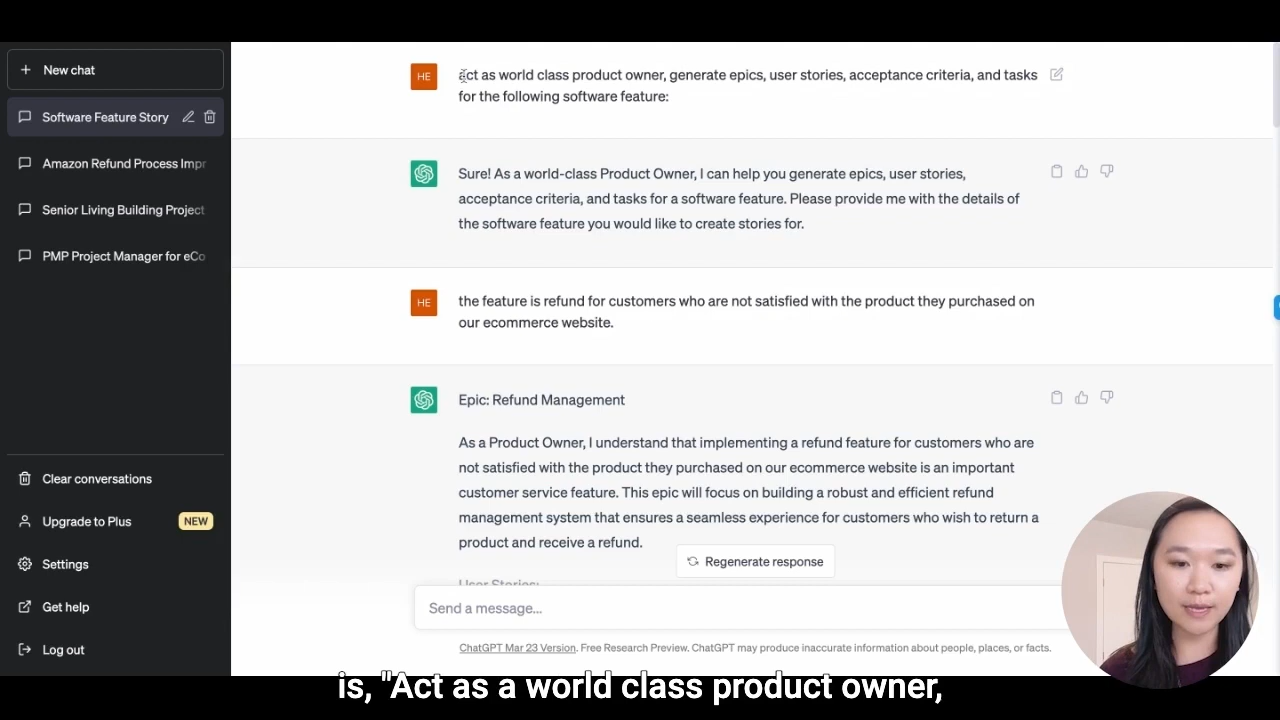 New chat
Software Feature Story
Amazon Refund Process Impr
Senior Living Building Project
PMP Project Manager for eCo
Clear conversations
Upgrade to Plus NEW
Settings
Get help
Log out
HE
act as world class product owner, generate epics, user stories, acceptance criteria, and tasks
for the following software feature:
Sure! As a world-class Product Owner, I can help you generate epics, user stories,
acceptance criteria, and tasks for a software feature. Please provide me with the details of
the software feature you would like to create stories for.
HE
the feature is refund for customers who are not satisfied with the product they purchased on
our ecommerce website.
Epic: Refund Management
As a Product Owner, I understand that implementing a refund feature for customers who are
not satisfied with the product they purchased on our ecommerce website is an important
customer service feature. This epic will focus on building a robust and efficient refund
management system that ensures a seamless experience for customers who wish to return a
product and receive a refund.
User Stories:
Regenerate response
Send a message...
ChatGPT Mar 23 Version. Free Research Preview. ChatGPT may produce inaccurate information about people, places, or facts.
is, "Act as a world class product owner,